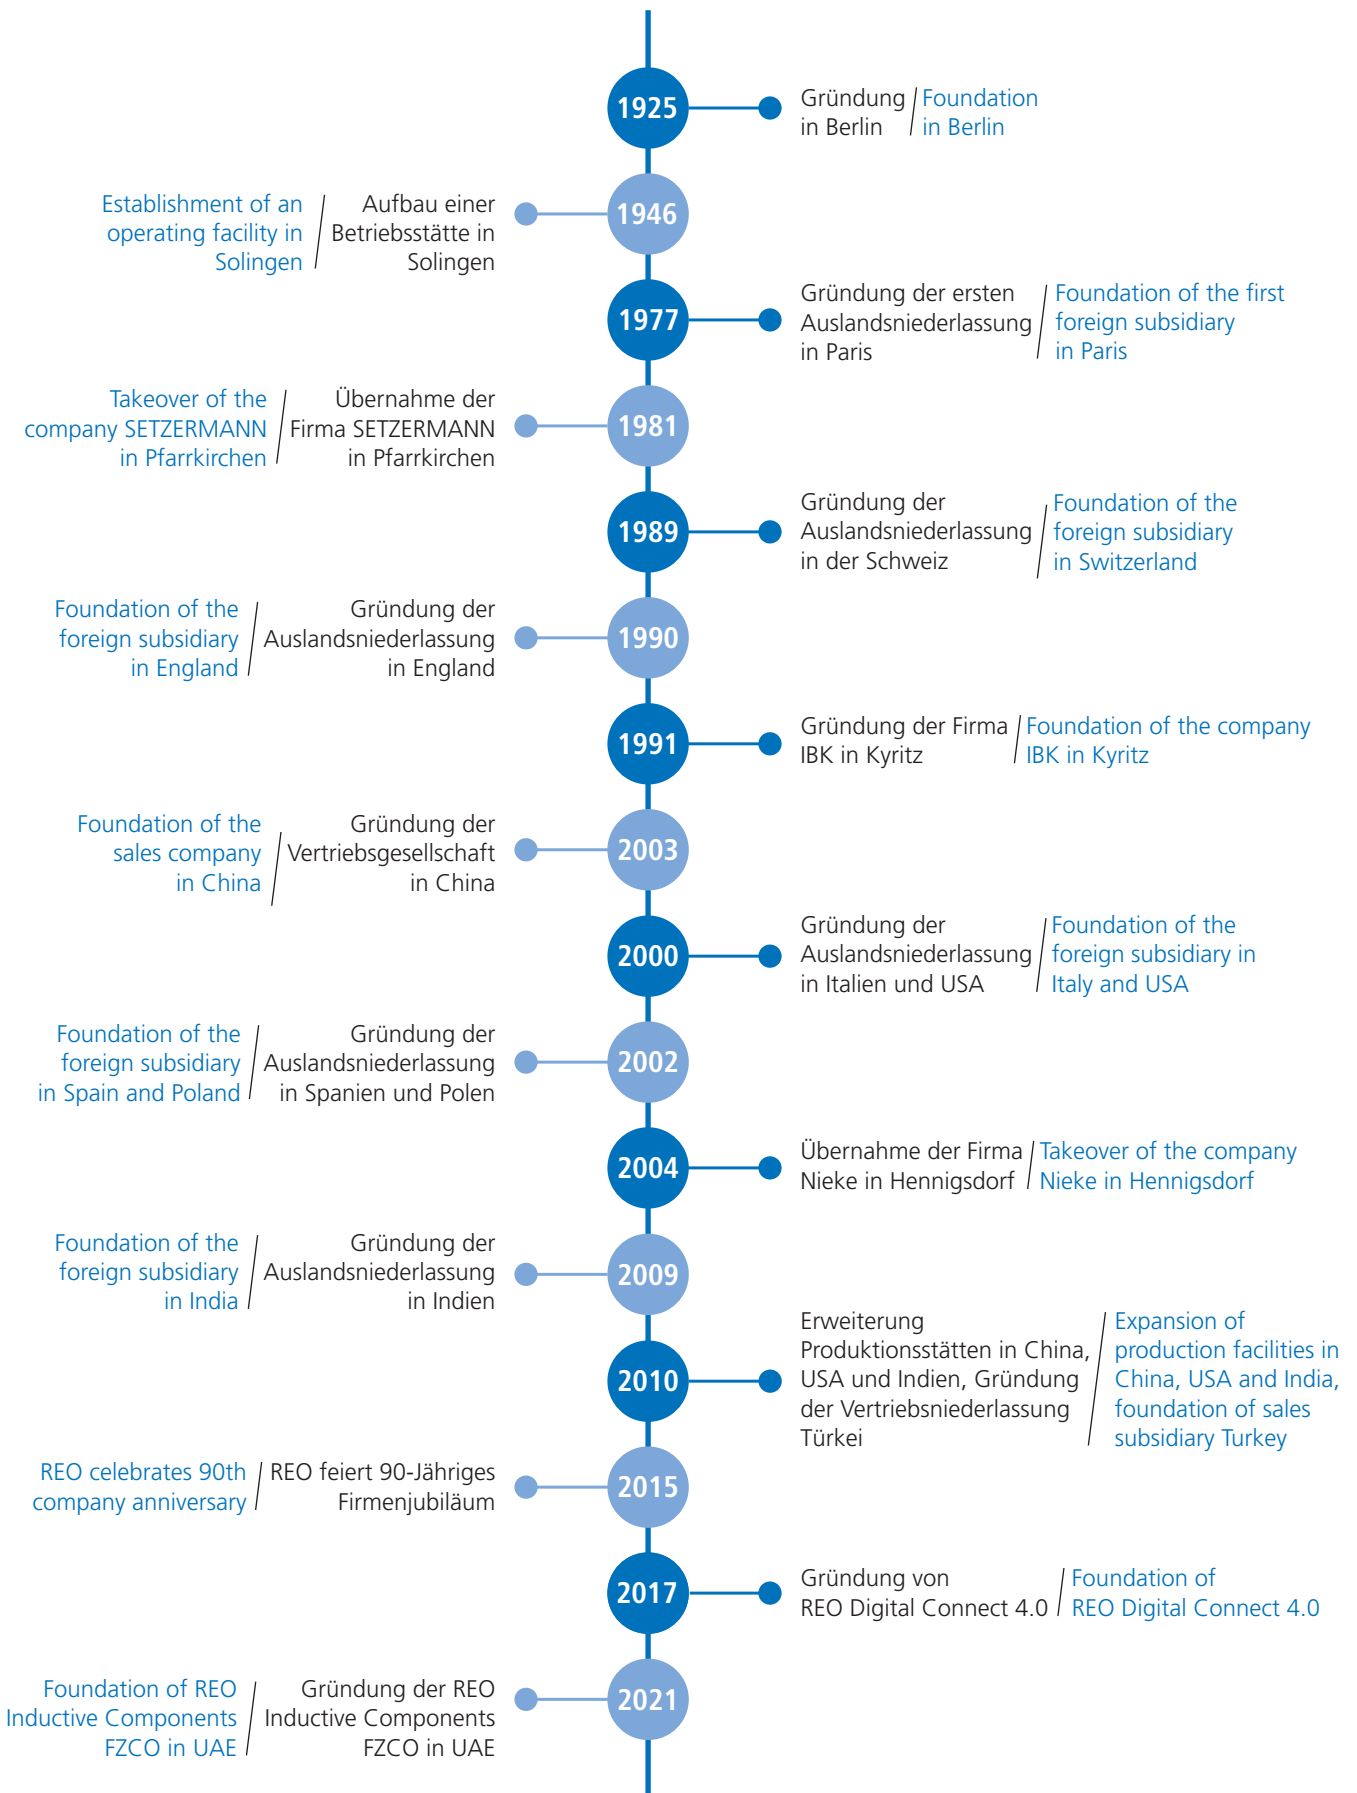 1925
Gründung
in Berlin
Foundation
in Berlin
Establishment of an
operating facility in
Solingen
Aufbau einer
Betriebsstätte in
Solingen
1946
1977
Gründung der ersten
Auslandsniederlassung
in Paris
Foundation of the first
foreign subsidiary
in Paris
Takeover of the
company SETZERMANN
in Pfarrkirchen
Übernahme der
Firma SETZERMANN
in Pfarrkirchen
1981
1989
Gründung der
Auslandsniederlassung
in der Schweiz
Foundation of the
foreign subsidiary
in Switzerland
Foundation of the
foreign subsidiary
in England
Gründung der
Auslandsniederlassung
in England
1990
1991
Gründung der Firma
IBK in Kyritz
Foundation of the company
IBK in Kyritz
Foundation of the
sales company
in China
Gründung der
Vertriebsgesellschaft
in China
2003
2000
Gründung der
Auslandsniederlassung
in Italien und USA
Foundation of the
foreign subsidiary in
Italy and USA
Foundation of the
foreign subsidiary
in Spain and Poland
Gründung der
Auslandsniederlassung
in Spanien und Polen
2002
2004
Übernahme der Firma
Nieke in Hennigsdorf
Takeover of the company
Nieke in Hennigsdorf
Foundation of the
foreign subsidiary
in India
Gründung der
Auslandsniederlassung
in Indien
2009
2010
Erweiterung
Produktionsstätten in China,
USA und Indien, Gründung
der Vertriebsniederlassung
Türkei
Expansion of
production facilities in
China, USA and India,
foundation of sales
subsidiary Turkey
REO celebrates 90th
company anniversary
REO feiert 90-Jähriges
Firmenjubiläum
2015
2017
Gründung von
REO Digital Connect 4.0
Foundation of
REO Digital Connect 4.0
Foundation of REO
Inductive Components
FZCO in UAE
Gründung der REO
Inductive Components
FZCO in UAE
2021